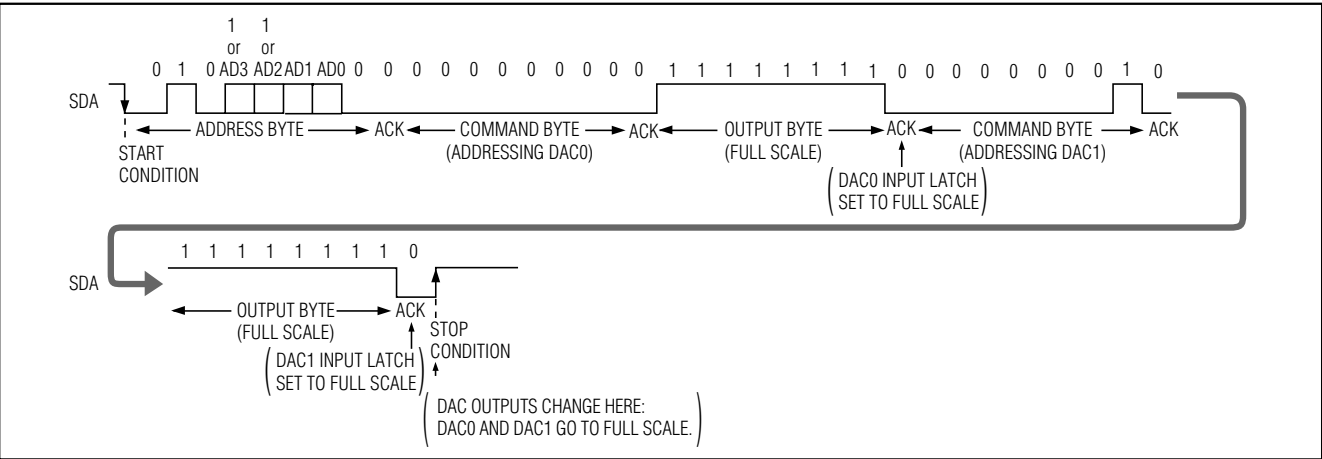 1 1
or or
0 1 0 AD3 AD2 AD1 AD0 0 0 0 0 0 0 0 0 0 0 1 1 1 1 1 1 1 1 0 0 0 0 0 0 0 0 1 0
SDA
ADDRESS BYTE ACK COMMAND BYTE ACK OUTPUT BYTE ACK COMMAND BYTE ACK
(ADDRESSING DAC0) (FULL SCALE) (ADDRESSING DAC1)
START
CONDITION
(DAC0 INPUT LATCH
SET TO FULL SCALE)
1 1 1 1 1 1 1 1 0
SDA
OUTPUT BYTE ACK
(FULL SCALE)
STOP
CONDITION
(DAC1 INPUT LATCH
SET TO FULL SCALE)
(DAC OUTPUTS CHANGE HERE:
DAC0 AND DAC1 GO TO FULL SCALE.)